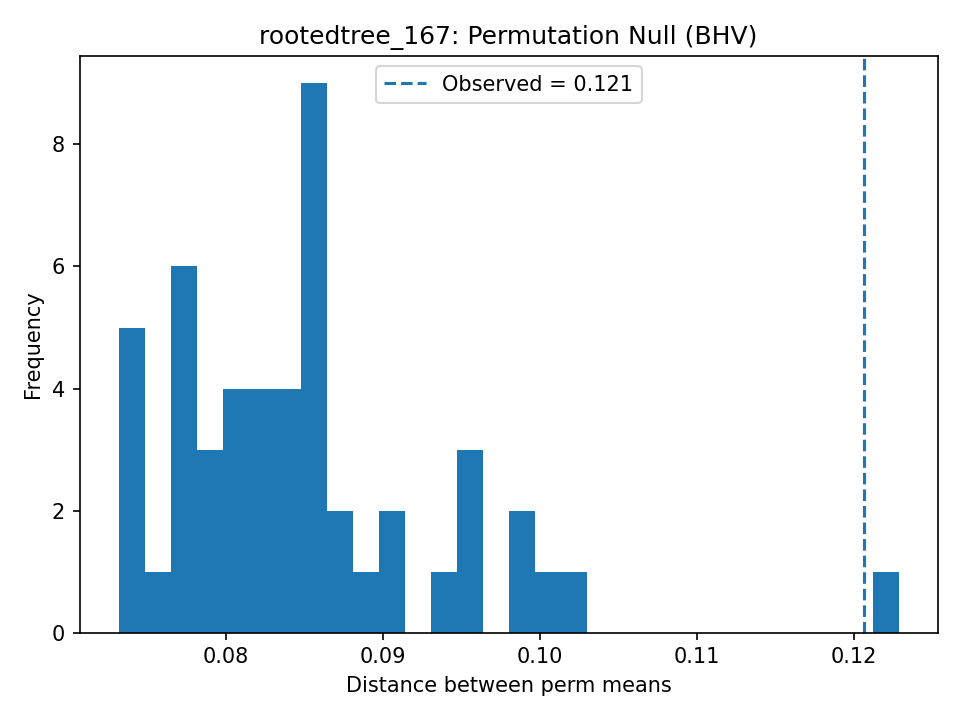 rootedtree_167: Permutation Null (BHV)
Observed = 0.121
Frequency
8
6
4
2
0
0.08 0.09 0.10 0.11 0.12
Distance between perm means